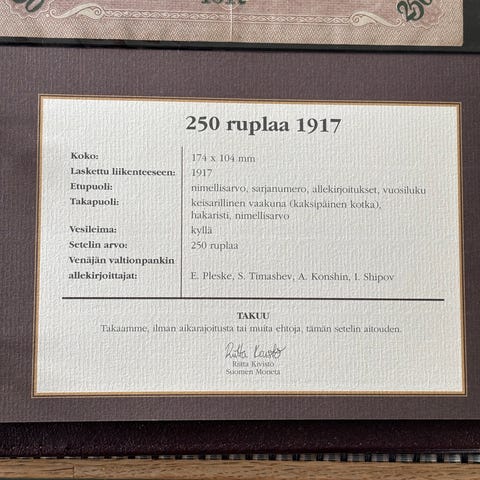 250 ruplaa 1917
Koko: 174 x 104 mm
Laskettu liikenteeseen: 1917
Etupuoli: nimellisarvo, sarjanumero, allekirjoitukset, vuosiluku
Takapuoli: keisarillinen vaakuna (kaksipäinen kotka),
hakaristi, nimellisarvo
Vesileima: kyllä
Setelin arvo: 250 ruplaa
Venäjän valtionpankin
allekirjoittajat: E. Pleske, S. Timashev, A. Konshin, I. Shipov
TAKUU
Takaamme, ilman aikarajoitusta tai muita ehtoja, tämän setelin aitouden.
Riitta Kivistö
Riitta Kivistö
Suomen Moneta